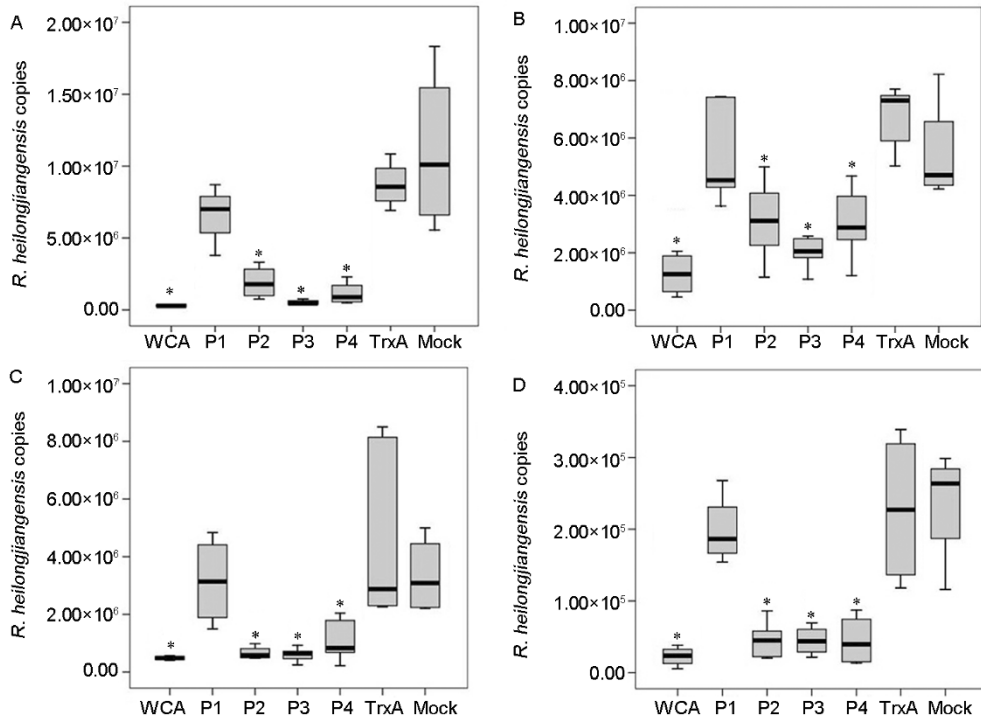 A
R. heilongjiangensis copies
2.00×10⁷
1.50×10⁷
1.00×10⁷
5.00×10⁶
0.00
* * * *
WCA P1 P2 P3 P4 TrxA Mock
B
R. heilongjiangensis copies
1.00×10⁷
8.00×10⁶
6.00×10⁶
4.00×10⁶
2.00×10⁶
0.00
* * * *
WCA P1 P2 P3 P4 TrxA Mock
C
R. heilongjiangensis copies
1.00×10⁷
8.00×10⁶
6.00×10⁶
4.00×10⁶
2.00×10⁶
0.00
* * * *
WCA P1 P2 P3 P4 TrxA Mock
D
R. heilongjiangensis copies
4.00×10⁵
3.00×10⁵
2.00×10⁵
1.00×10⁵
0.00
* * * *
WCA P1 P2 P3 P4 TrxA Mock